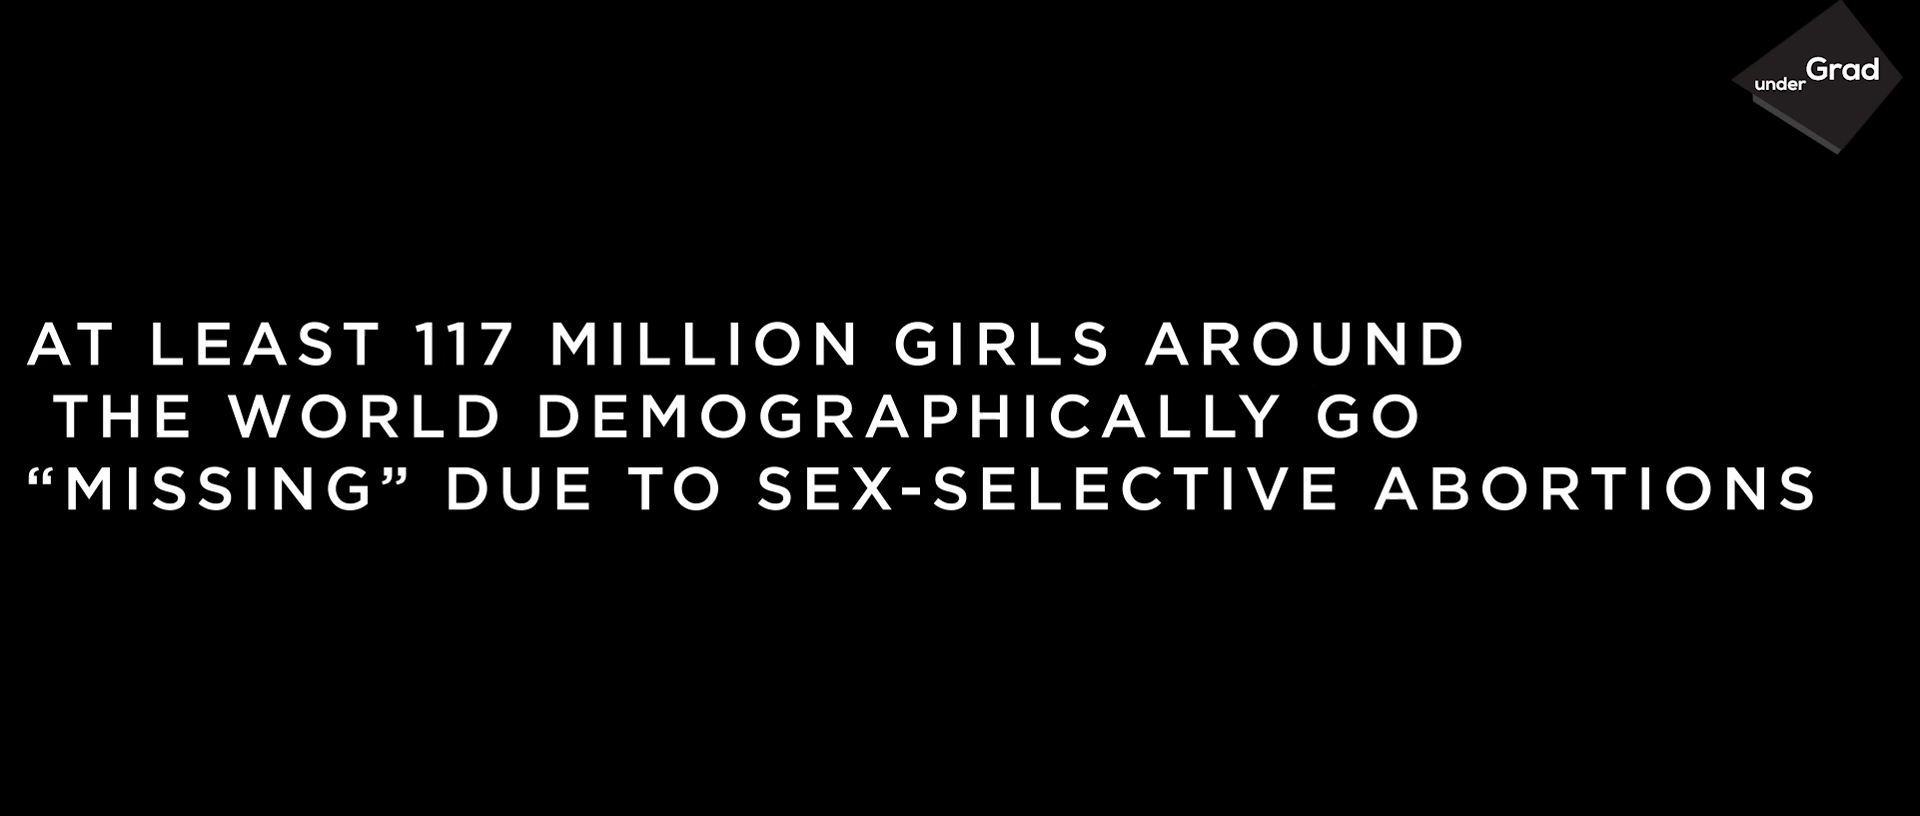 underGrad
AT LEAST 117 MILLION GIRLS AROUND
THE WORLD DEMOGRAPHICALLY GO
“MISSING” DUE TO SEX-SELECTIVE ABORTIONS